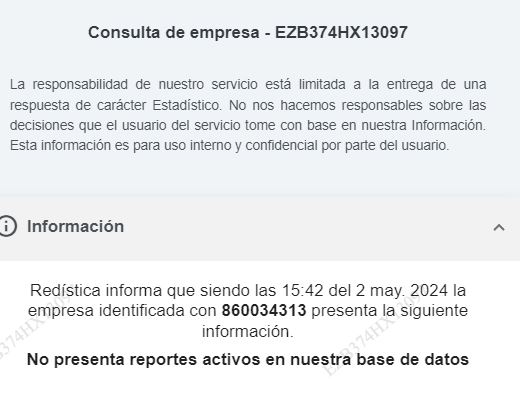 Consulta de empresa - EZB374HX13097
La responsabilidad de nuestro servicio está limitada a la entrega de una
respuesta de carácter Estadístico. No nos hacemos responsables sobre las
decisiones que el usuario del servicio tome con base en nuestra Información.
Esta información es para uso interno y confidencial por parte del usuario.
Información
Redística informa que siendo las 15:42 del 2 may. 2024 la
empresa identificada con 860034313 presenta la siguiente
información.
No presenta reportes activos en nuestra base de datos